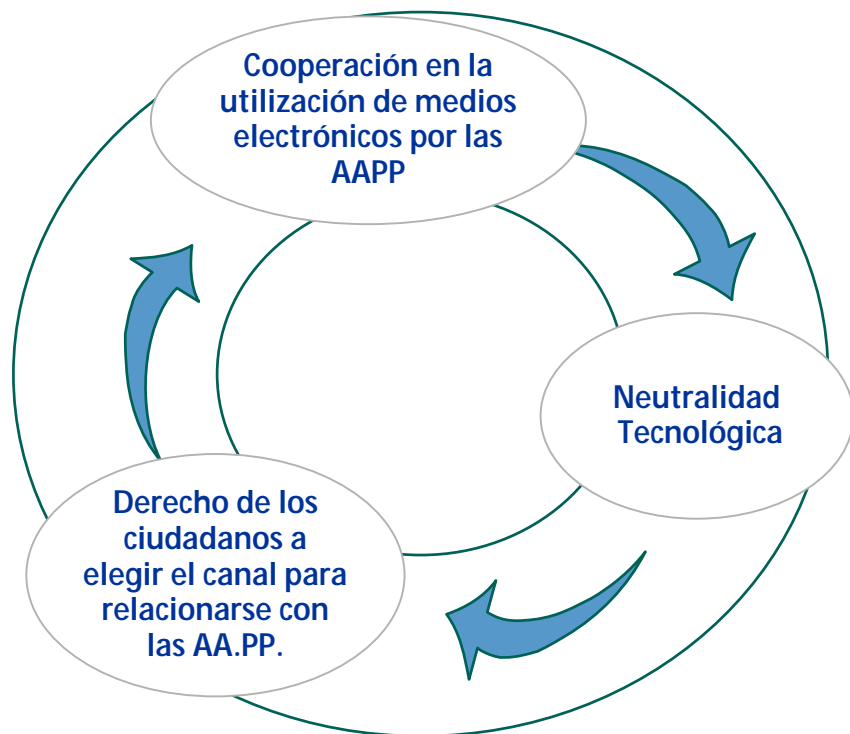 Cooperación en la
utilización de medios
electrónicos por las
AAPP
Neutralidad
Tecnológica
Derecho de los
ciudadanos a
elegir el canal para
relacionarse con
las AA.PP.